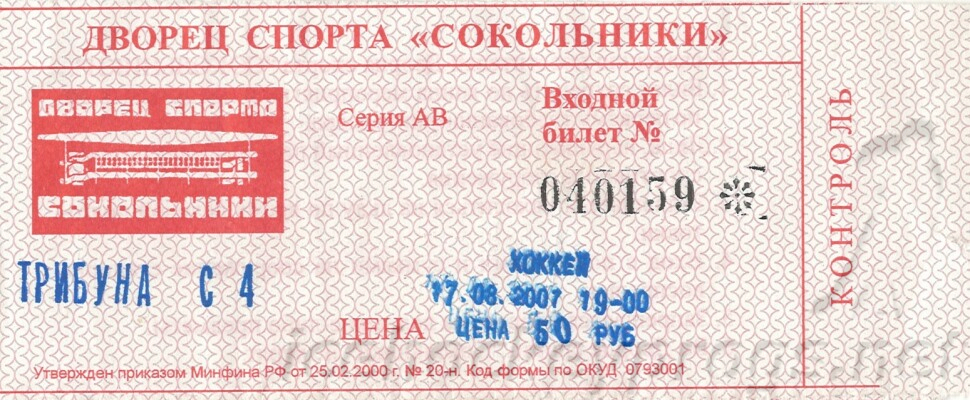 ДВОРЕЦ СПОРТА «СОКОЛЬНИКИ»
ДВОРЕЦ СПОРТА
СОКОЛЬНИКИ
Серия АВ
Входной
билет №
040159
ТРИБУНА С 4
ХОККЕЙ
17.08.2007 19-00
ЦЕНА
ЦЕНА 50 РУБ
Утвержден приказом Минфина РФ от 25.02.2000 г. № 20-н. Код формы по ОКУД 0793001
КОНТРОЛЬ